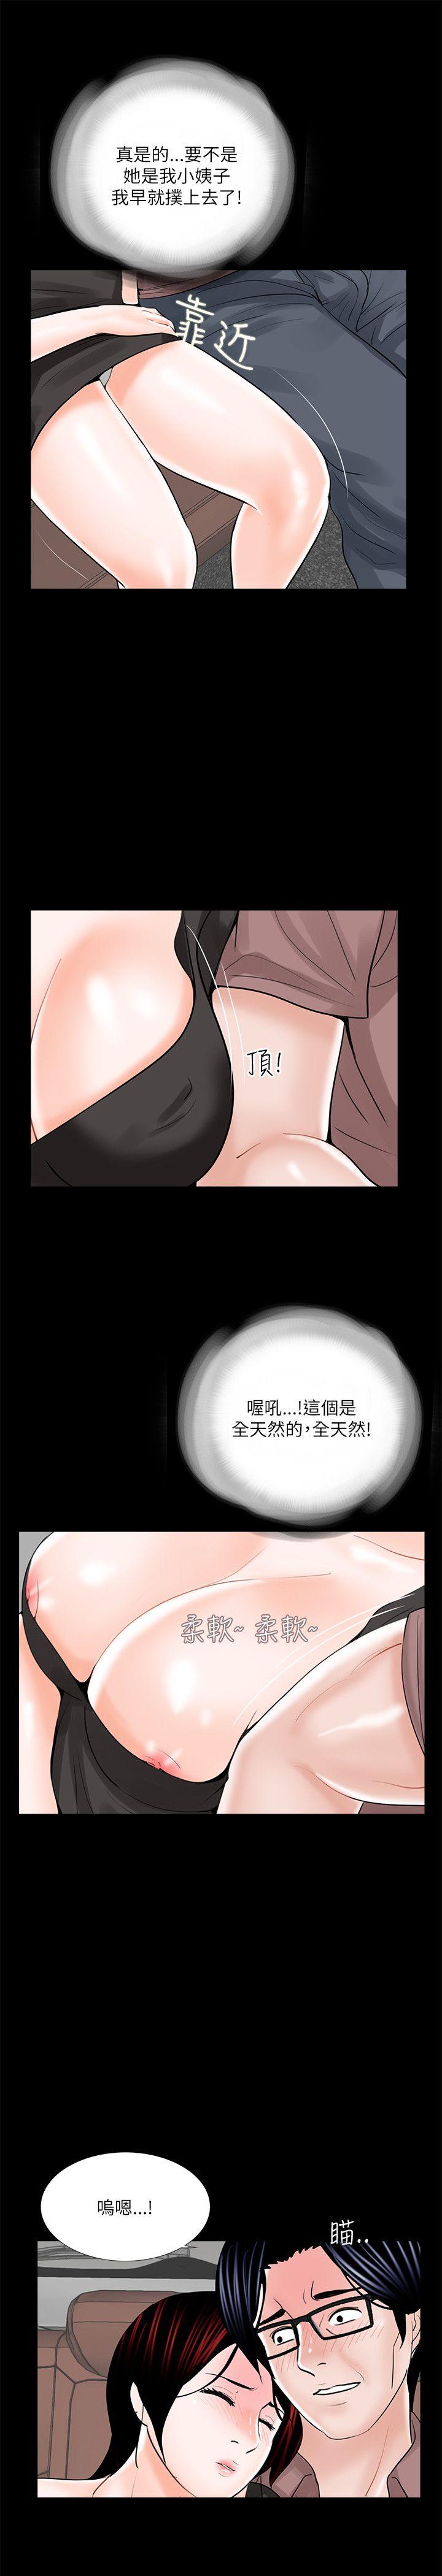 真是的...要不是
她是我小姨子
我早就撲上去了!
靠近
頂!
喔吼...!這個是
全天然的,全天然!
柔軟~ 柔軟~
嗚嗯...!
瞄..